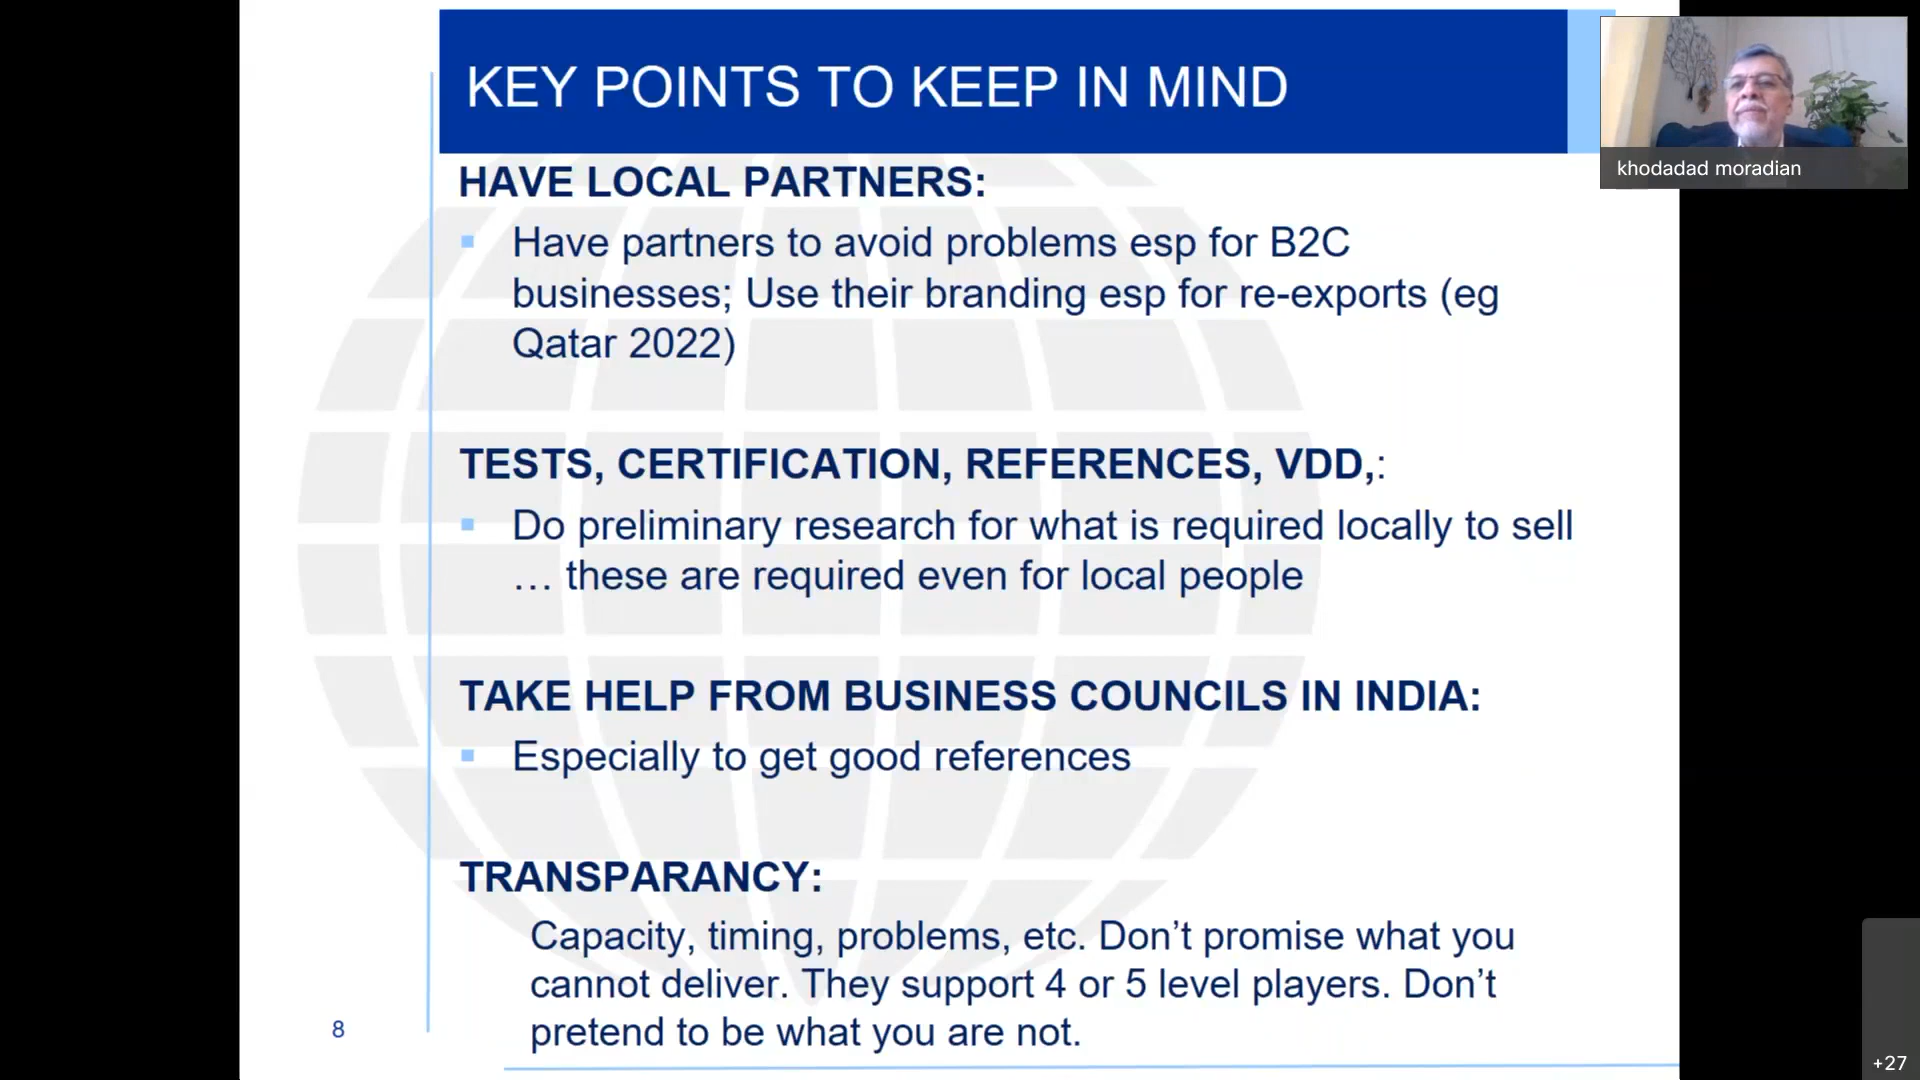 KEY POINTS TO KEEP IN MIND
khodadad moradian
HAVE LOCAL PARTNERS:
Have partners to avoid problems esp for B2C
businesses; Use their branding esp for re-exports (eg
Qatar 2022)
TESTS, CERTIFICATION, REFERENCES, VDD,:
Do preliminary research for what is required locally to sell
… these are required even for local people
TAKE HELP FROM BUSINESS COUNCILS IN INDIA:
Especially to get good references
TRANSPARANCY:
Capacity, timing, problems, etc. Don’t promise what you
cannot deliver. They support 4 or 5 level players. Don’t
pretend to be what you are not.
8
+27